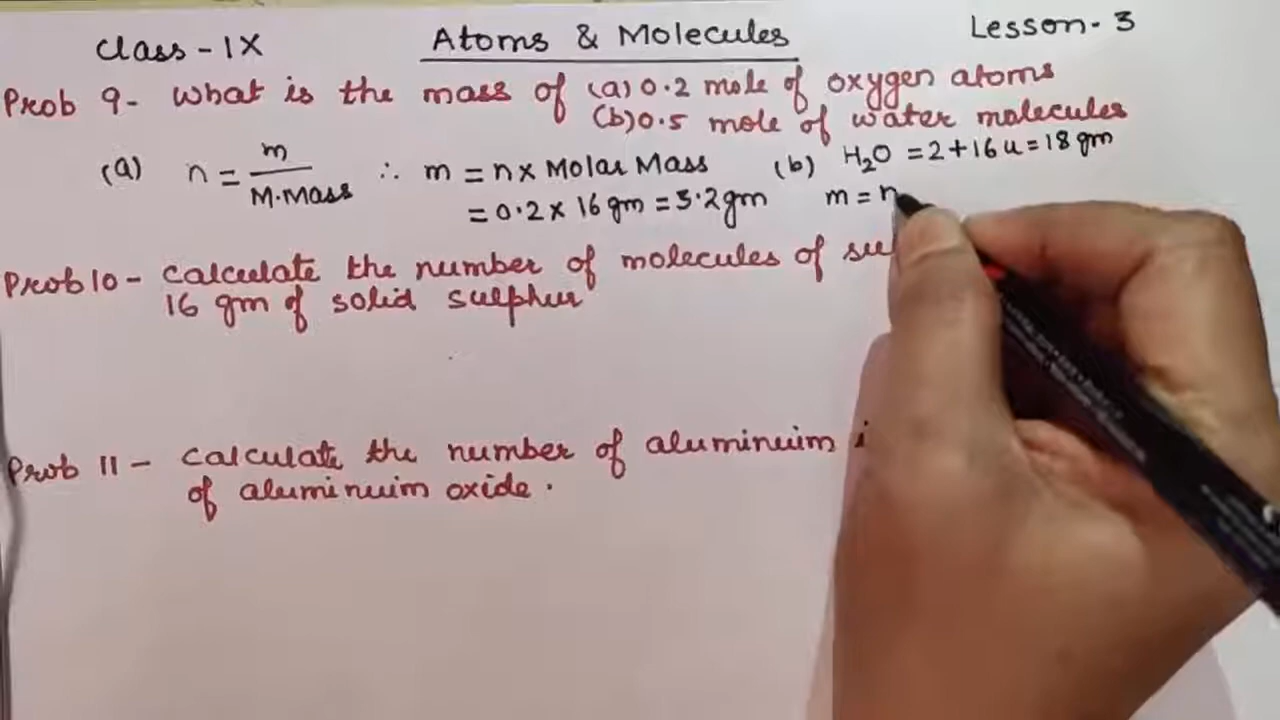 Class - IX Atoms & Molecules Lesson - 3
Prob 9 - What is the mass of (a) 0.2 mole of oxygen atoms
(b) 0.5 mole of water molecules
(a) n = m / M.Mass ∴ m = n x Molar Mass (b) H₂O = 2 + 16 u = 18 gm
= 0.2 x 16 gm = 3.2 gm m = n
Prob 10 - Calculate the number of molecules of
16 gm of solid sulphur
Prob 11 - Calculate the number of aluminium
of aluminium oxide.